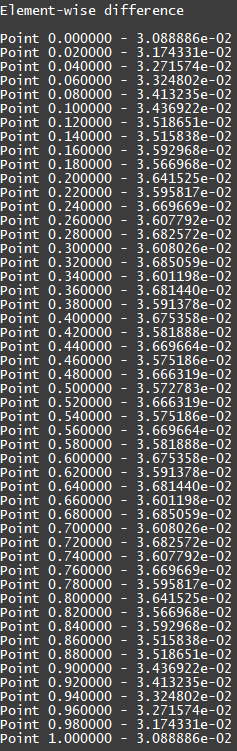 Element-wise difference
Point 0.000000 - 3.088886e-02
Point 0.020000 - 3.174331e-02
Point 0.040000 - 3.271574e-02
Point 0.060000 - 3.324802e-02
Point 0.080000 - 3.413235e-02
Point 0.100000 - 3.436922e-02
Point 0.120000 - 3.518651e-02
Point 0.140000 - 3.515838e-02
Point 0.160000 - 3.592968e-02
Point 0.180000 - 3.566968e-02
Point 0.200000 - 3.641525e-02
Point 0.220000 - 3.595817e-02
Point 0.240000 - 3.669669e-02
Point 0.260000 - 3.607792e-02
Point 0.280000 - 3.682572e-02
Point 0.300000 - 3.608026e-02
Point 0.320000 - 3.685059e-02
Point 0.340000 - 3.601198e-02
Point 0.360000 - 3.681440e-02
Point 0.380000 - 3.591378e-02
Point 0.400000 - 3.675358e-02
Point 0.420000 - 3.581888e-02
Point 0.440000 - 3.669664e-02
Point 0.460000 - 3.575186e-02
Point 0.480000 - 3.666319e-02
Point 0.500000 - 3.572783e-02
Point 0.520000 - 3.666319e-02
Point 0.540000 - 3.575186e-02
Point 0.560000 - 3.669664e-02
Point 0.580000 - 3.581888e-02
Point 0.600000 - 3.675358e-02
Point 0.620000 - 3.591378e-02
Point 0.640000 - 3.681440e-02
Point 0.660000 - 3.601198e-02
Point 0.680000 - 3.685059e-02
Point 0.700000 - 3.608026e-02
Point 0.720000 - 3.682572e-02
Point 0.740000 - 3.607792e-02
Point 0.760000 - 3.669669e-02
Point 0.780000 - 3.595817e-02
Point 0.800000 - 3.641525e-02
Point 0.820000 - 3.566968e-02
Point 0.840000 - 3.592968e-02
Point 0.860000 - 3.515838e-02
Point 0.880000 - 3.518651e-02
Point 0.900000 - 3.436922e-02
Point 0.920000 - 3.413235e-02
Point 0.940000 - 3.324802e-02
Point 0.960000 - 3.271574e-02
Point 0.980000 - 3.174331e-02
Point 1.000000 - 3.088886e-02